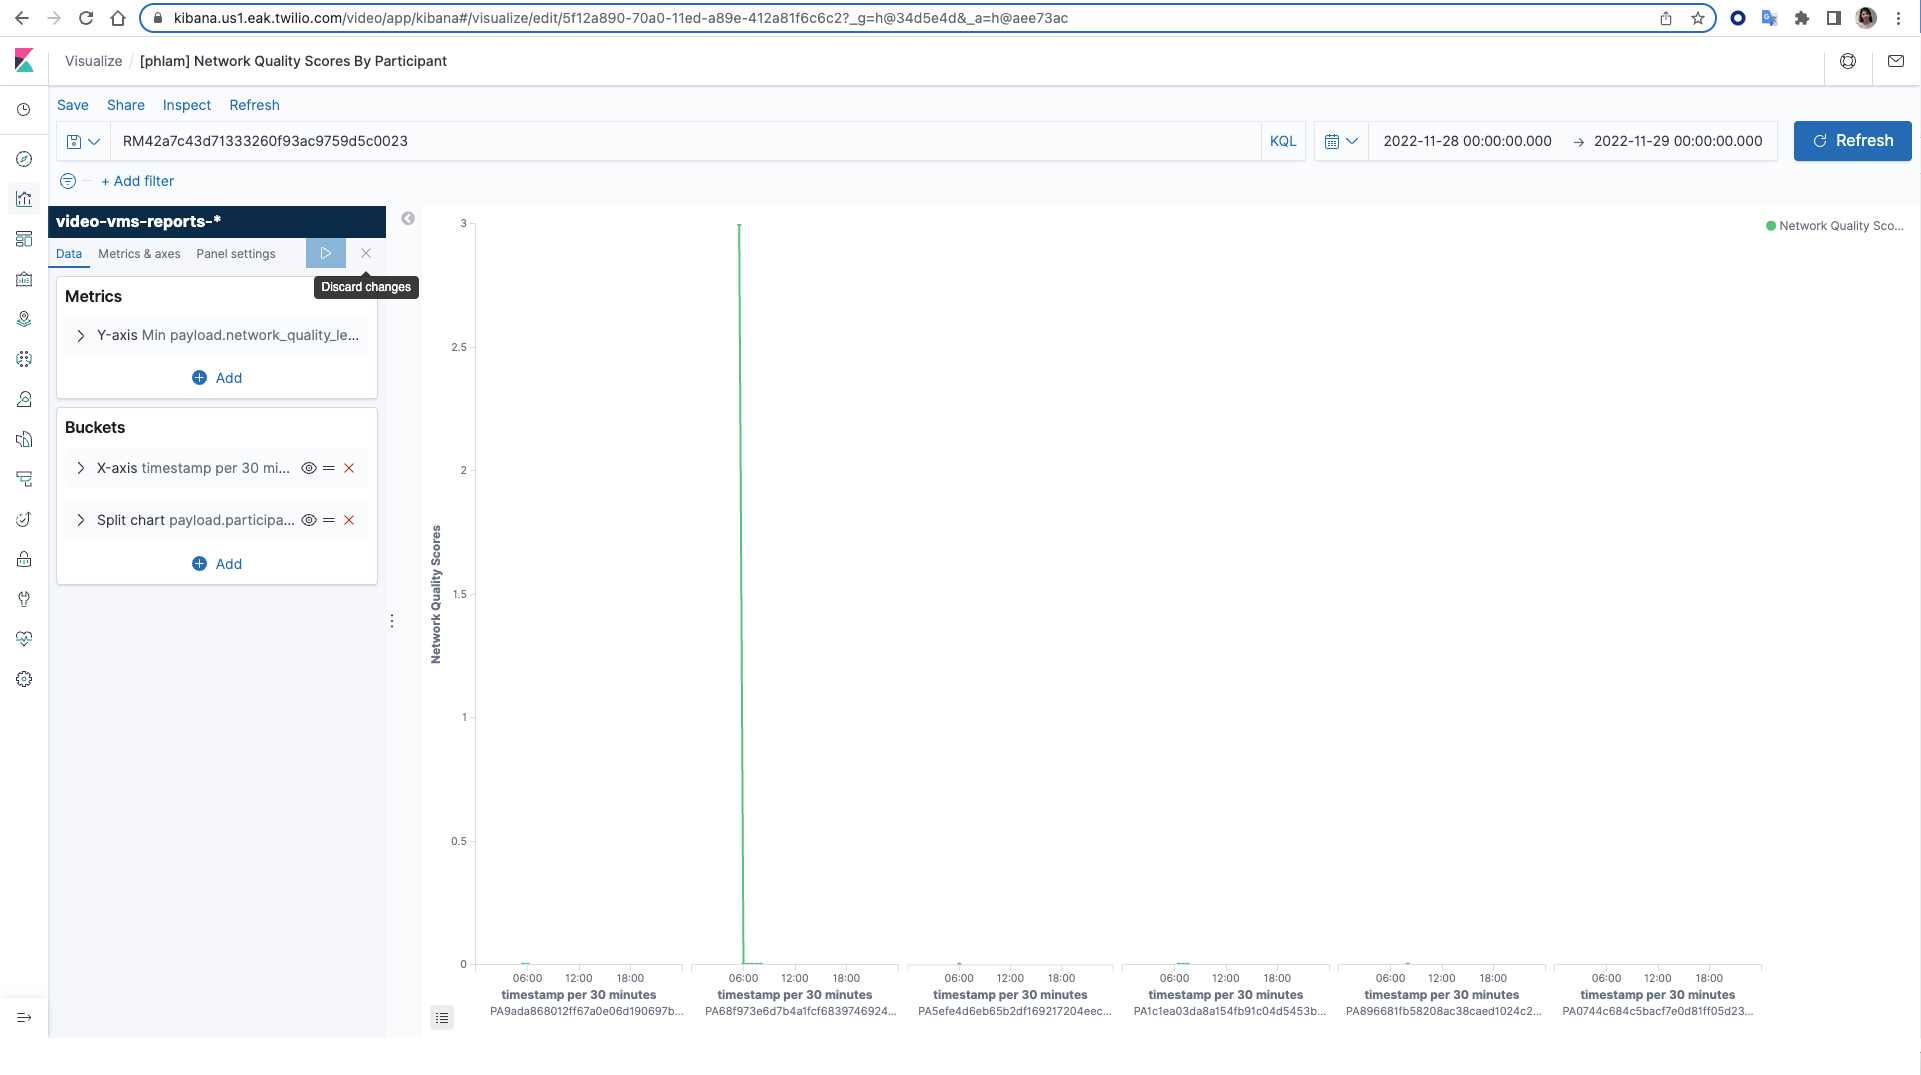 kibana.us1.eak.twilio.com/video/app/kibana#/visualize/edit/5f12a890-70a0-11ed-a89e-412a81f6c6c2?_g=h@34d5e4d&_a=h@aee73ac
Visualize / [phlam] Network Quality Scores By Participant
Save Share Inspect Refresh
RM42a7c43d71333260f93ac9759d5c0023 KQL 2022-11-28 00:00:00.000 → 2022-11-29 00:00:00.000 Refresh
+ Add filter
video-vms-reports-*
Data Metrics & axes Panel settings
Discard changes
Metrics
Y-axis Min payload.network_quality_le...
Add
Buckets
X-axis timestamp per 30 mi...
Split chart payload.participa...
Add
Network Quality Sco...
Network Quality Scores
3
2.5
2
1.5
1
0.5
0
06:00 12:00 18:00 06:00 12:00 18:00 06:00 12:00 18:00 06:00 12:00 18:00 06:00 12:00 18:00 06:00 12:00 18:00
timestamp per 30 minutes timestamp per 30 minutes timestamp per 30 minutes timestamp per 30 minutes timestamp per 30 minutes timestamp per 30 minutes
PA9ada868012ff67a0e06d190697b... PA68f973e6d7b4a1fcf6839746924... PA5efe4d6eb65b2df169217204eec... PA1c1ea03da8a154fb91c04d5453b... PA896681fb58208ac38caed1024c2... PA0744c684c5bacf7e0d81ff05d23...